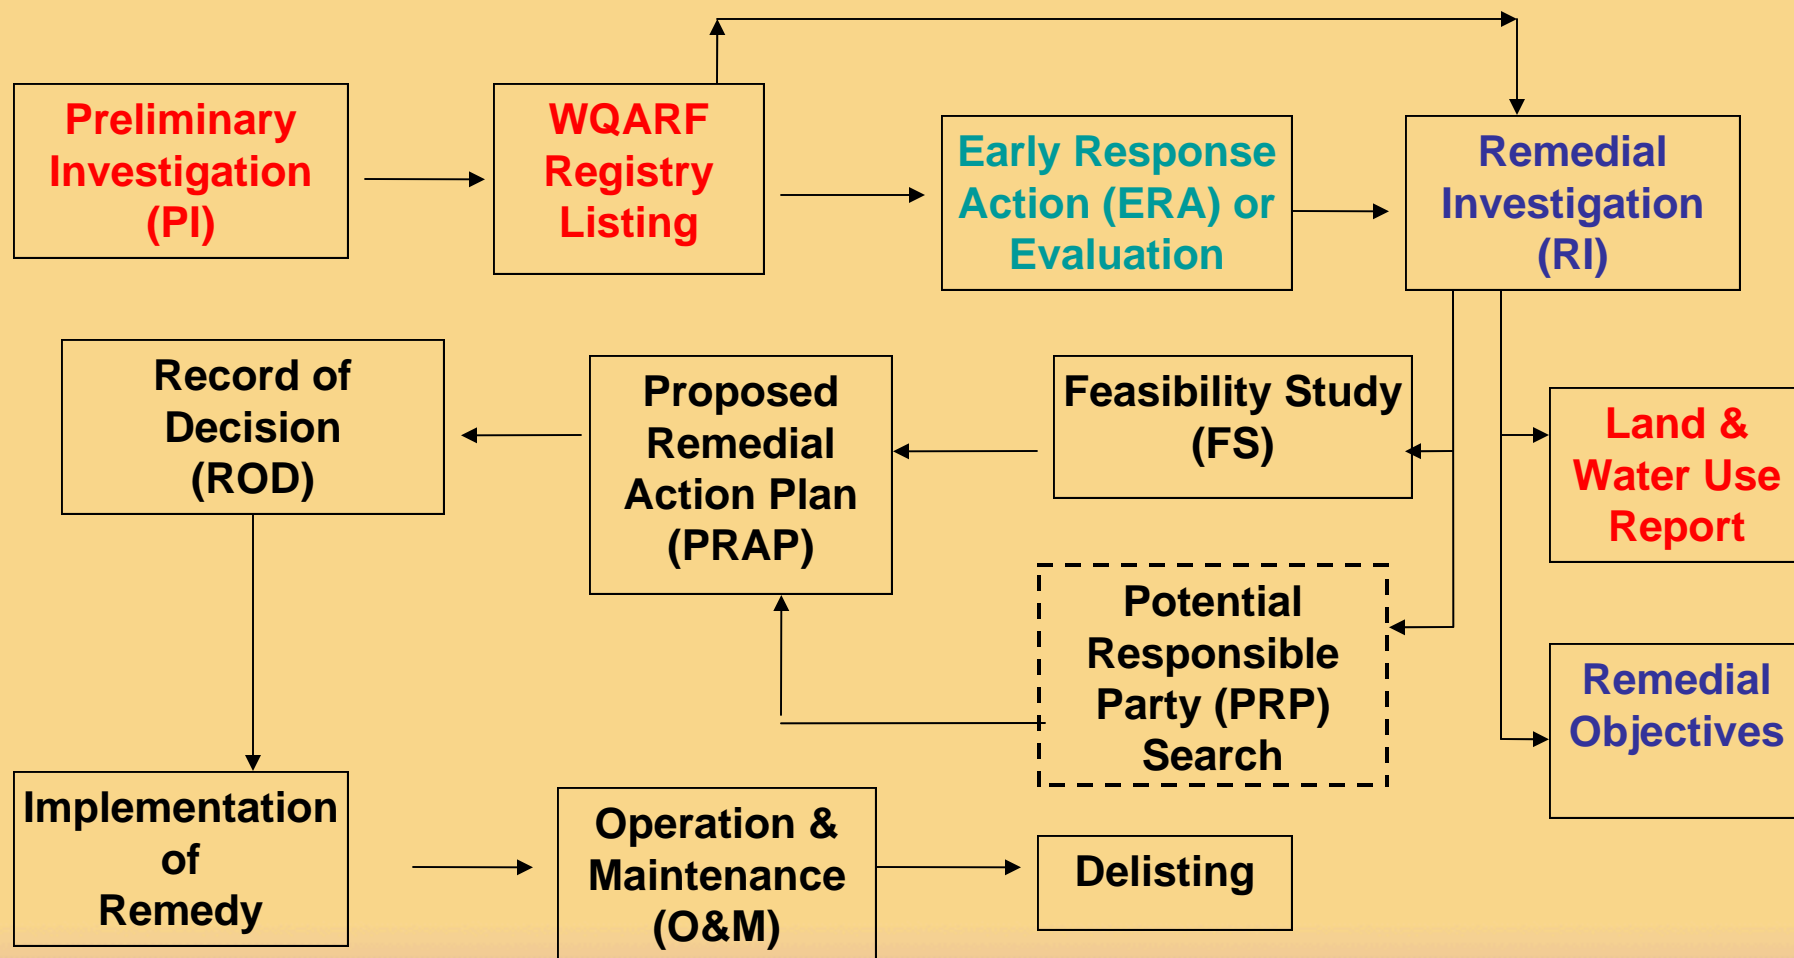 Preliminary
Investigation
(PI)
WQARF
Registry
Listing
Early Response
Action (ERA) or
Evaluation
Remedial
Investigation
(RI)
Record of
Decision
(ROD)
Proposed
Remedial
Action Plan
(PRAP)
Feasibility Study
(FS)
Land &
Water Use
Report
Potential
Responsible
Party (PRP)
Search
Remedial
Objectives
Implementation
of
Remedy
Operation &
Maintenance
(O&M)
Delisting